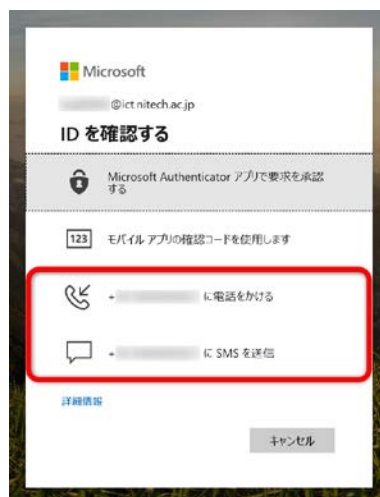 Microsoft
@ict.nitech.ac.jp
ID を確認する
Microsoft Authenticator アプリで要求を承認
する
123 モバイル アプリの確認コードを使用します
+ に電話をかける
+ に SMS を送信
詳細情報
キャンセル